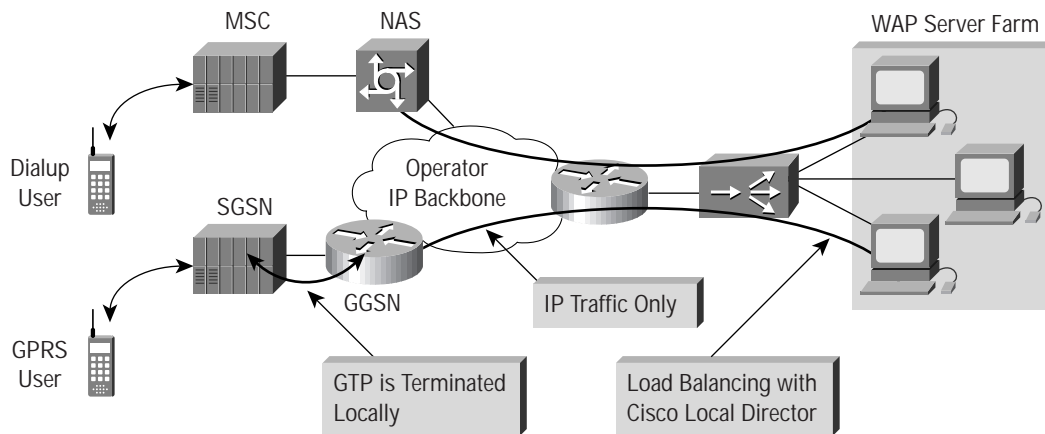 MSC
NAS
WAP Server Farm
Dialup
User
Operator
IP Backbone
SGSN
GGSN
IP Traffic Only
GPRS
User
GTP is Terminated
Locally
Load Balancing with
Cisco Local Director